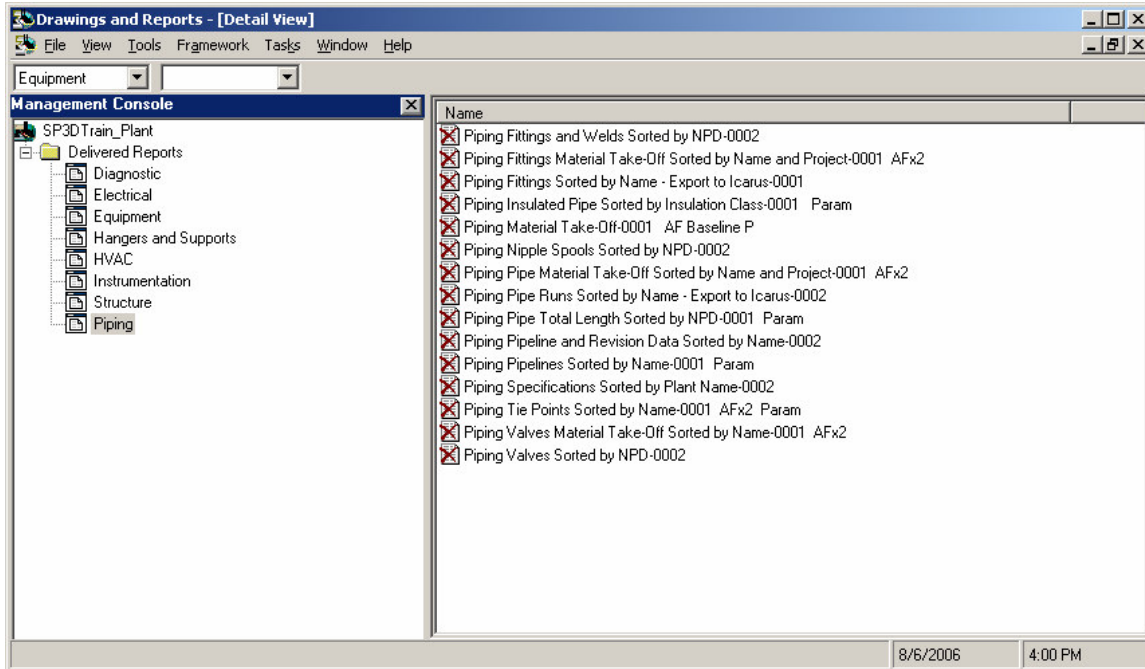 Drawings and Reports - [Detail View]
File View Tools Framework Tasks Window Help
Equipment
Management Console
SP3DTrain_Plant
Delivered Reports
Diagnostic
Electrical
Equipment
Hangers and Supports
HVAC
Instrumentation
Structure
Piping
Name
Piping Fittings and Welds Sorted by NPD-0002
Piping Fittings Material Take-Off Sorted by Name and Project-0001 AFx2
Piping Fittings Sorted by Name - Export to Icarus-0001
Piping Insulated Pipe Sorted by Insulation Class-0001 Param
Piping Material Take-Off-0001 AF Baseline P
Piping Nipple Spools Sorted by NPD-0002
Piping Pipe Material Take-Off Sorted by Name and Project-0001 AFx2
Piping Pipe Runs Sorted by Name - Export to Icarus-0002
Piping Pipe Total Length Sorted by NPD-0001 Param
Piping Pipeline and Revision Data Sorted by Name-0002
Piping Pipelines Sorted by Name-0001 Param
Piping Specifications Sorted by Plant Name-0002
Piping Tie Points Sorted by Name-0001 AFx2 Param
Piping Valves Material Take-Off Sorted by Name-0001 AFx2
Piping Valves Sorted by NPD-0002
8/6/2006 4:00 PM